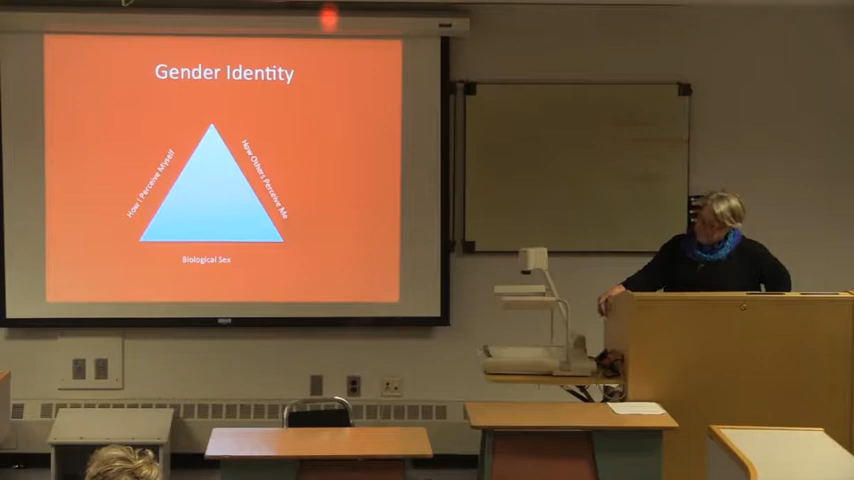 Gender Identity
How I Perceive Myself
How Others Perceive Me
Biological Sex